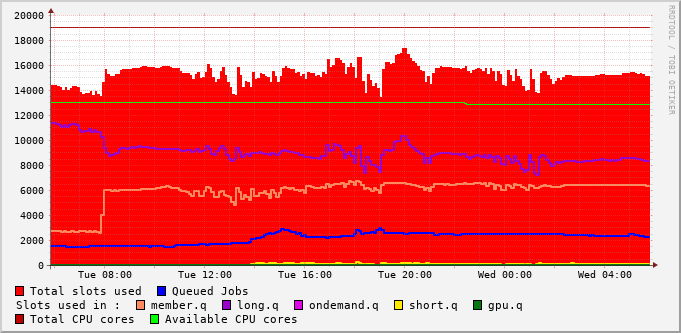 20000
18000
16000
14000
12000
10000
8000
6000
4000
2000
0
Tue 08:00 Tue 12:00 Tue 16:00 Tue 20:00 Wed 00:00 Wed 04:00
RRDTOOL / TOBI OETIKER
Total slots used Queued Jobs
Slots used in : member.q long.q ondemand.q short.q gpu.q
Total CPU cores Available CPU cores